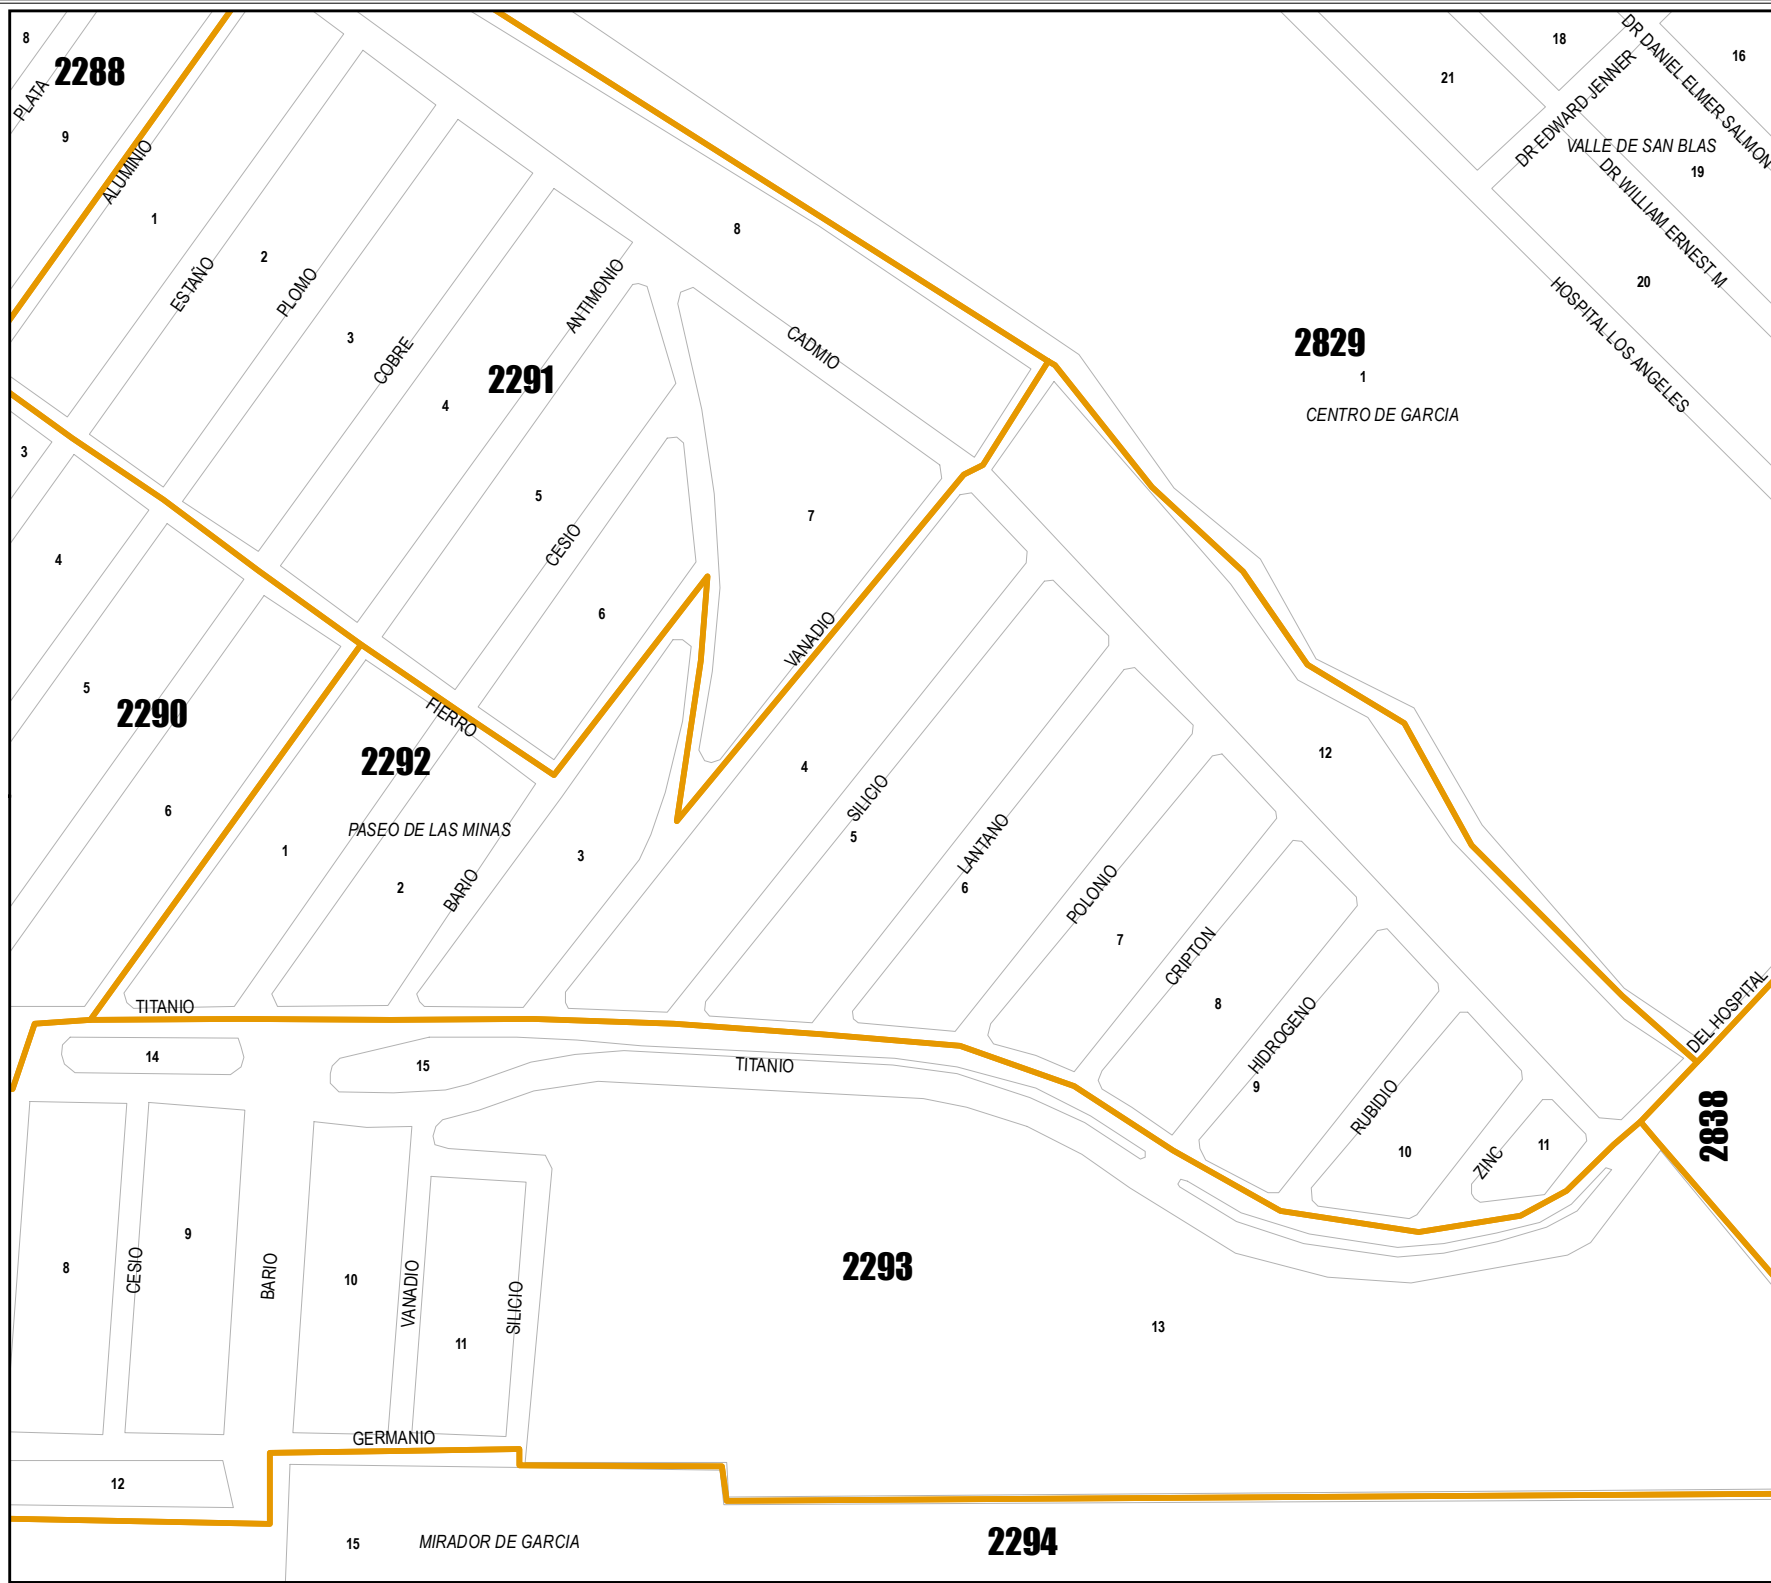 8
2288
PLATA
9
ALUMINIO
1
ESTAÑO
2
PLOMO
3
COBRE
2291
4
ANTIMONIO
5
CESIO
6
8
CADMIO
7
VANADIO
21
18
DR DANIEL ELMER SALMON
16
DR EDWARD JENNER
VALLE DE SAN BLAS
19
DR WILLIAM ERNEST M
20
HOSPITAL LOS ANGELES
2829
1
CENTRO DE GARCIA
3
4
5
2290
6
FIERRO
2292
PASEO DE LAS MINAS
1
2
BARIO
3
4
SILICIO
5
LANTANO
6
POLONIO
7
CRIPTON
8
HIDROGENO
9
RUBIDIO
10
ZINC
11
12
DEL HOSPITAL
2838
TITANIO
14
15
TITANIO
8
CESIO
9
BARIO
10
VANADIO
11
SILICIO
2293
13
GERMANIO
12
15
MIRADOR DE GARCIA
2294